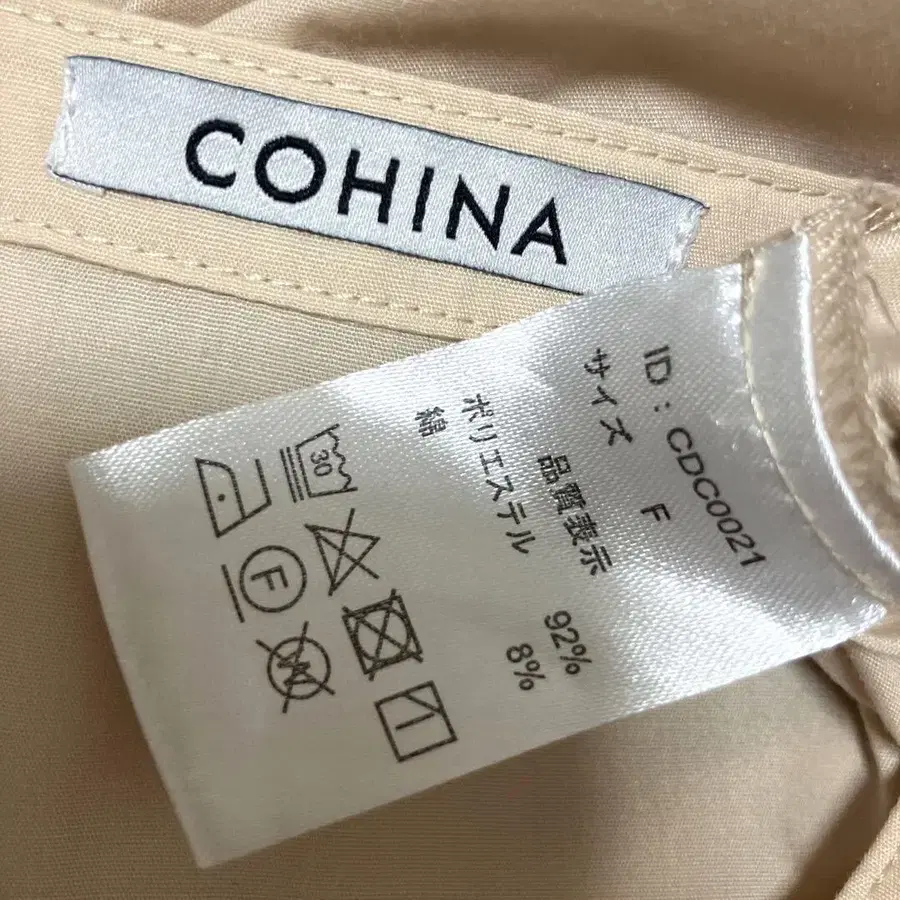 COHINA
ID : CDC0021
サイズ F
品質表示
ポリエステル 92%
綿 8%
30
F
W